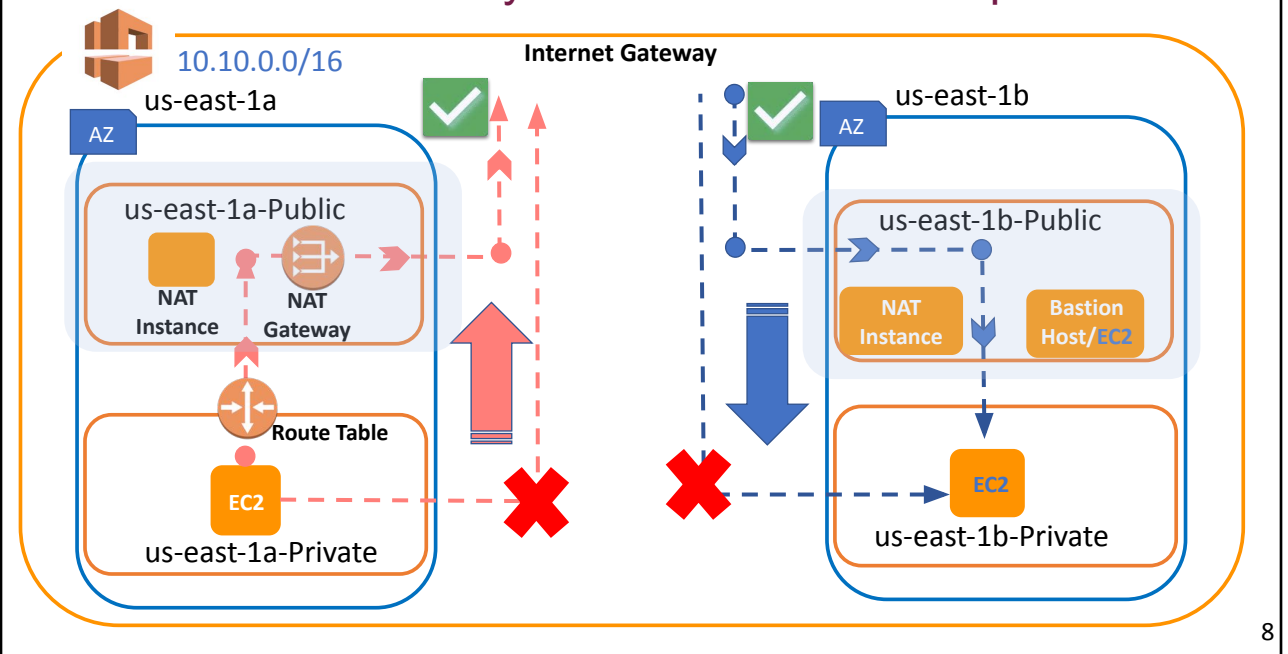 10.10.0.0/16
Internet Gateway
us-east-1a
us-east-1b
AZ
AZ
us-east-1a-Public
us-east-1b-Public
NAT
Instance
NAT
Gateway
NAT
Instance
Bastion
Host/EC2
Route Table
EC2
EC2
us-east-1a-Private
us-east-1b-Private
8